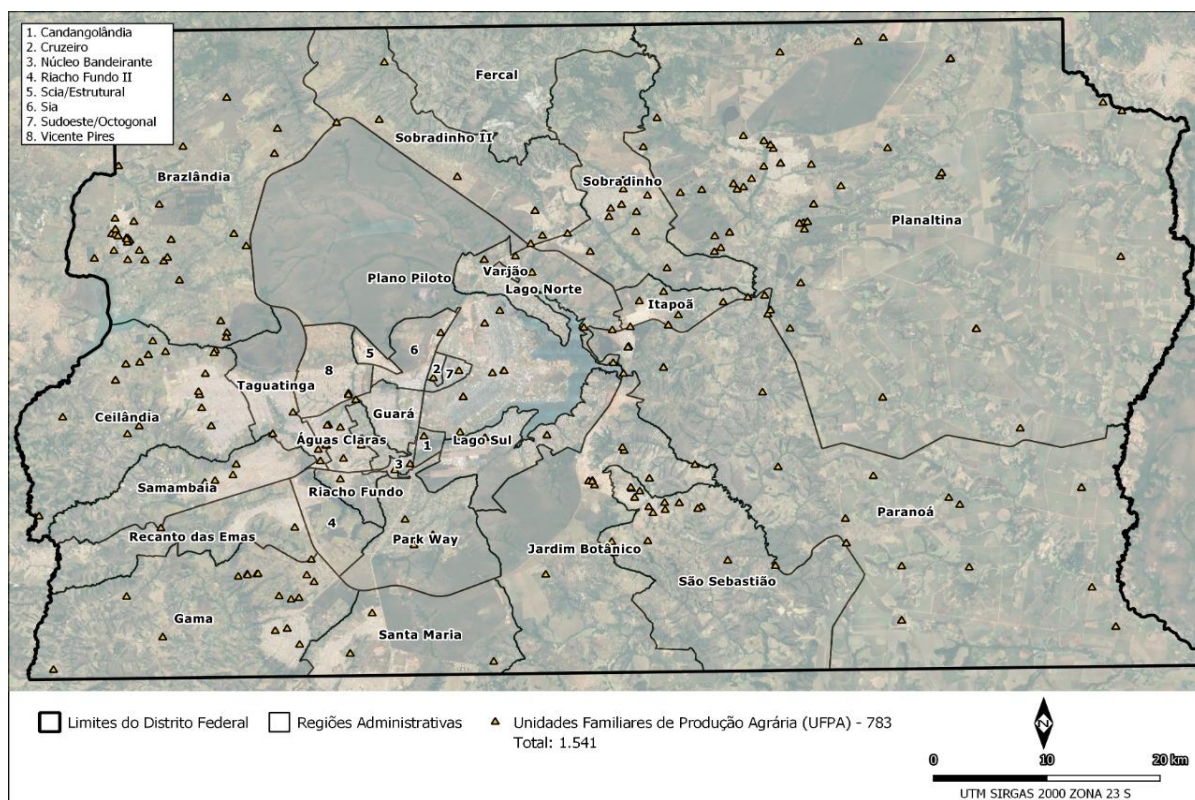 1. Candangolândia
2. Cruzeiro
3. Núcleo Bandeirante
4. Riacho Fundo II
5. Scia/Estrutural
6. Sia
7. Sudoeste/Octogonal
8. Vicente Pires
Fercal
Sobradinho II
Brazlândia
Sobradinho
Planaltina
Plano Piloto
Varjão
Lago Norte
Itapoã
5
6
2
7
8
Taguatinga
Ceilândia
Guará
Águas Claras
1
Lago Sul
3
Samambaia
Riacho Fundo
4
Recanto das Emas
Park Way
Jardim Botânico
Paranoá
São Sebastião
Gama
Santa Maria
Limites do Distrito Federal
Regiões Administrativas
Unidades Familiares de Produção Agrária (UFPA) - 783
Total: 1.541
N
0 10 20 km
UTM SIRGAS 2000 ZONA 23 S